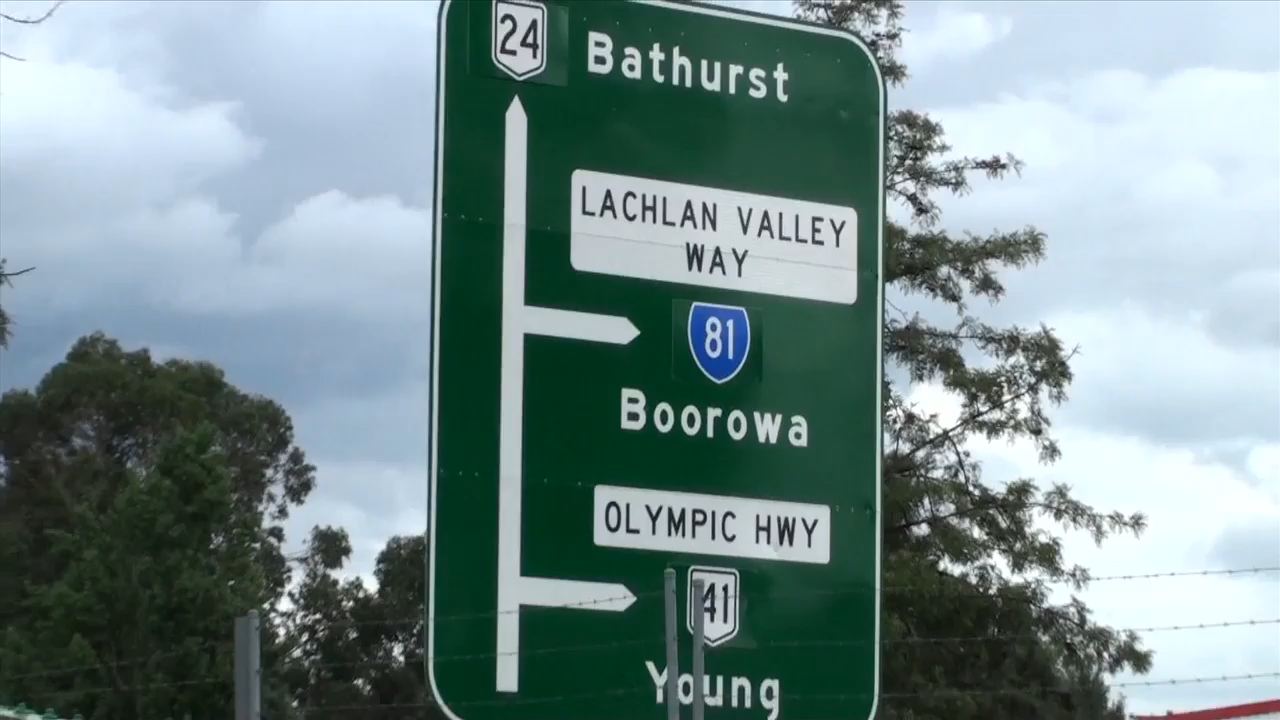 24 Bathurst
LACHLAN VALLEY
WAY
81
Boorowa
OLYMPIC HWY
41
Young